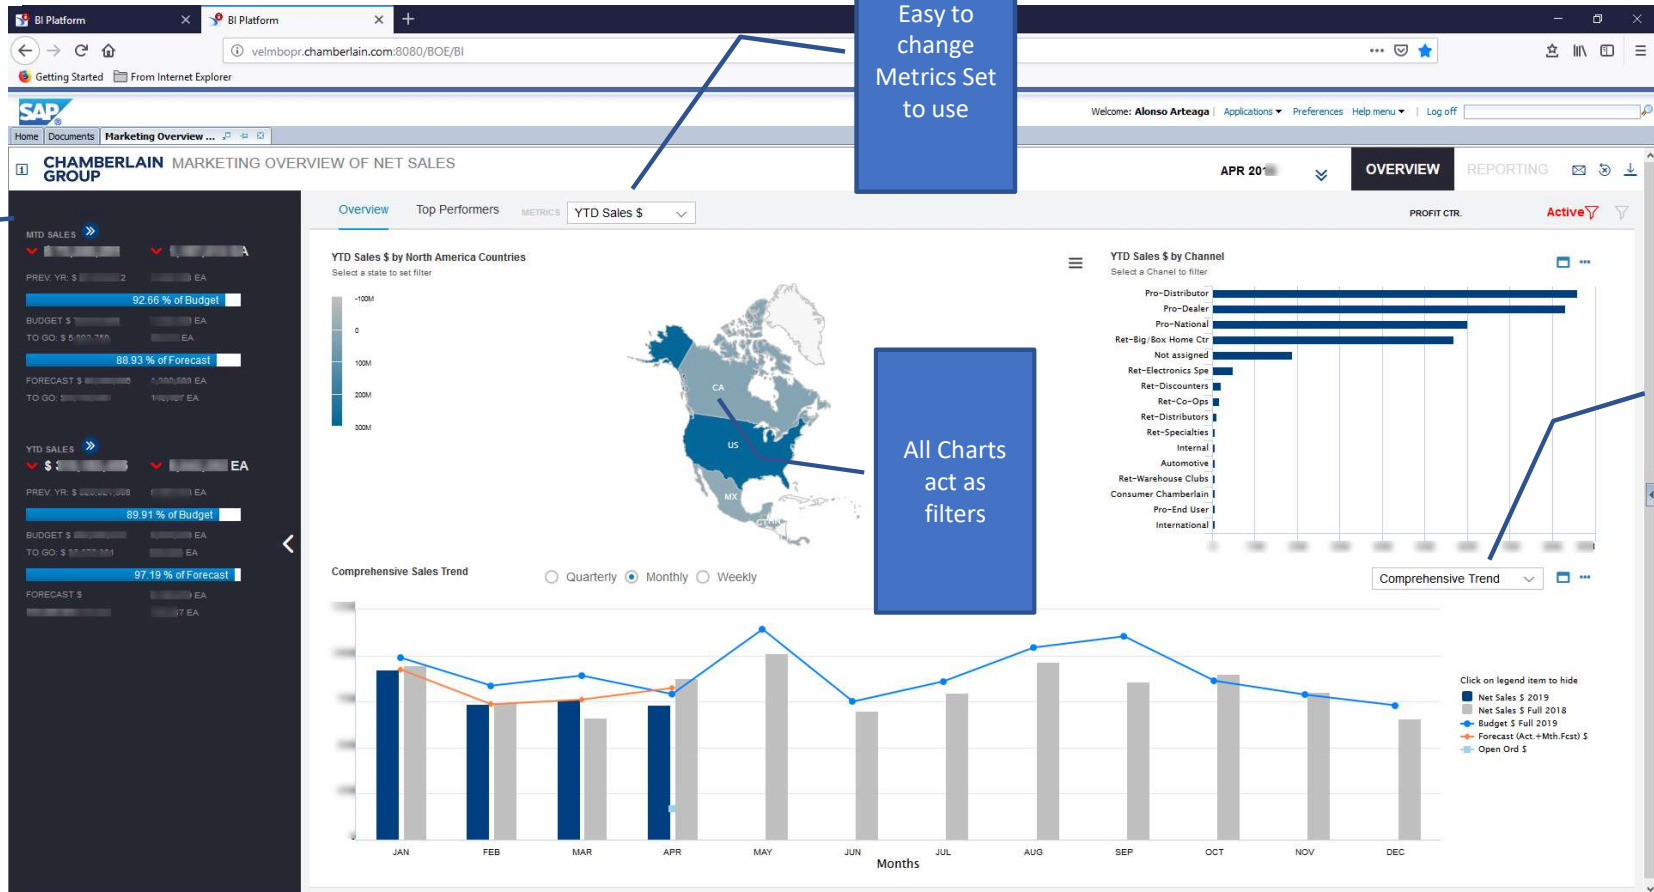 BI Platform
BI Platform
velmbopr.chamberlain.com:8080/BOE/BI
Getting Started
From Internet Explorer
Easy to
change
Metrics Set
to use
SAP
Welcome: Alonso Arteaga | Applications Preferences Help menu | Log off
Home Documents Marketing Overview ...
CHAMBERLAIN
GROUP
MARKETING OVERVIEW OF NET SALES
APR
OVERVIEW
REPORTING
Overview
Top Performers
METRICS
YTD Sales $
PROFIT CTR.
Active
MTD SALES
PREV. YR: $
EA
92.66 % of Budget
BUDGET $
EA
TO GO: $
EA
88.93 % of Forecast
FORECAST $
EA
TO GO:
EA
YTD SALES
$
EA
PREV. YR: $
EA
89.91 % of Budget
BUDGET $
EA
TO GO: $
EA
97.19 % of Forecast
FORECAST $
EA
EA
YTD Sales $ by North America Countries
Select a state to set filter
-100M
0
100M
200M
300M
CA
US
MX
All Charts
act as
filters
YTD Sales $ by Channel
Select a Chanel to filter
Pro-Distributor
Pro-Dealer
Pro-National
Ret-Big/Box Home Ctr
Not assigned
Ret-Electronics Spe
Ret-Discounters
Ret-Co-Ops
Ret-Distributors
Ret-Specialties
Internal
Automotive
Ret-Warehouse Clubs
Consumer Chamberlain
Pro-End User
International
Comprehensive Sales Trend
Quarterly
Monthly
Weekly
Comprehensive Trend
JAN FEB MAR APR MAY JUN JUL AUG SEP OCT NOV DEC
Months
Click on legend item to hide
Net Sales $ 2019
Net Sales $ Full 2018
Budget $ Full 2019
Forecast (Act.+Mth.Fcst) $
Open Ord $